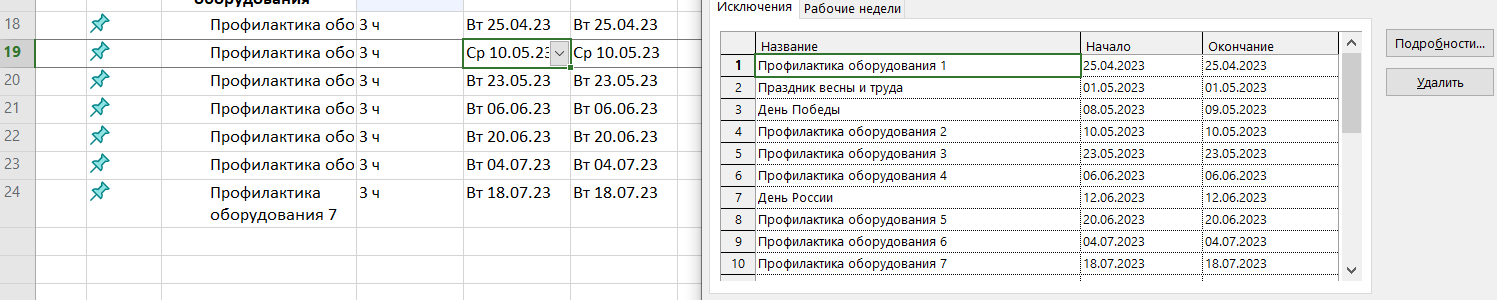 оборудования
18 Профилактика обо 3 ч Вт 25.04.23 Вт 25.04.23
19 Профилактика обо 3 ч Ср 10.05.23 Ср 10.05.23
20 Профилактика обо 3 ч Вт 23.05.23 Вт 23.05.23
21 Профилактика обо 3 ч Вт 06.06.23 Вт 06.06.23
22 Профилактика обо 3 ч Вт 20.06.23 Вт 20.06.23
23 Профилактика обо 3 ч Вт 04.07.23 Вт 04.07.23
24 Профилактика 3 ч Вт 18.07.23 Вт 18.07.23
оборудования 7
Исключения Рабочие недели
Название Начало Окончание
1 Профилактика оборудования 1 25.04.2023 25.04.2023
2 Праздник весны и труда 01.05.2023 01.05.2023
3 День Победы 08.05.2023 09.05.2023
4 Профилактика оборудования 2 10.05.2023 10.05.2023
5 Профилактика оборудования 3 23.05.2023 23.05.2023
6 Профилактика оборудования 4 06.06.2023 06.06.2023
7 День России 12.06.2023 12.06.2023
8 Профилактика оборудования 5 20.06.2023 20.06.2023
9 Профилактика оборудования 6 04.07.2023 04.07.2023
10 Профилактика оборудования 7 18.07.2023 18.07.2023
Подробности...
Удалить